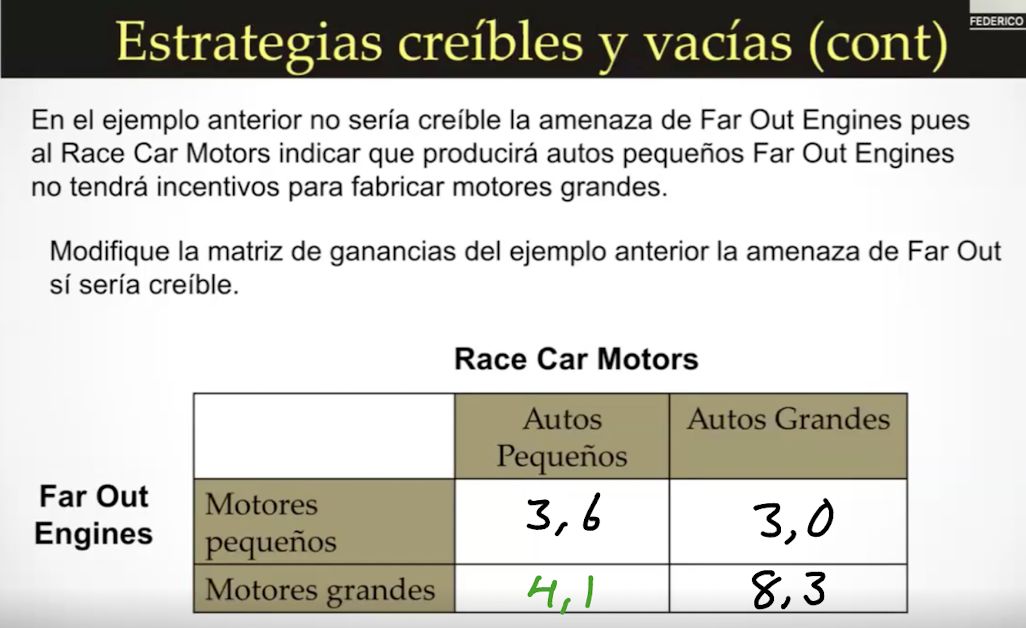 FEDERICO
Estrategias creíbles y vacías (cont)
En el ejemplo anterior no sería creíble la amenaza de Far Out Engines pues
al Race Car Motors indicar que producirá autos pequeños Far Out Engines
no tendrá incentivos para fabricar motores grandes.
Modifique la matriz de ganancias del ejemplo anterior la amenaza de Far Out
sí sería creíble.
Race Car Motors
Autos
Pequeños
Autos Grandes
Far Out
Engines
Motores
pequeños
3,6
3,0
Motores grandes
4,1
8,3